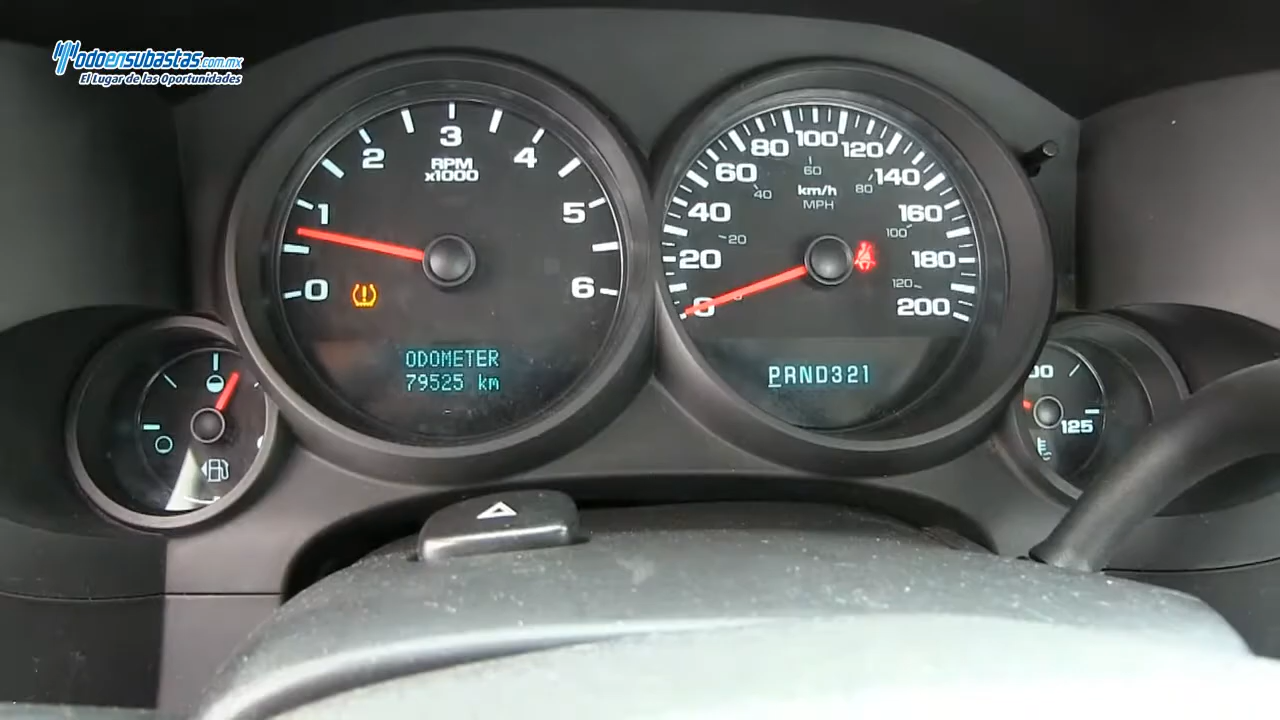 odoensubastas.com.mx
El Lugar de las Oportunidades
3
2
4
RPM
x1000
1
5
0
6
ODOMETER
79525 km
100
80
120
60
60
140
40
km/h
80
MPH
40
160
20
100
20
180
120
0
200
PRND321
125